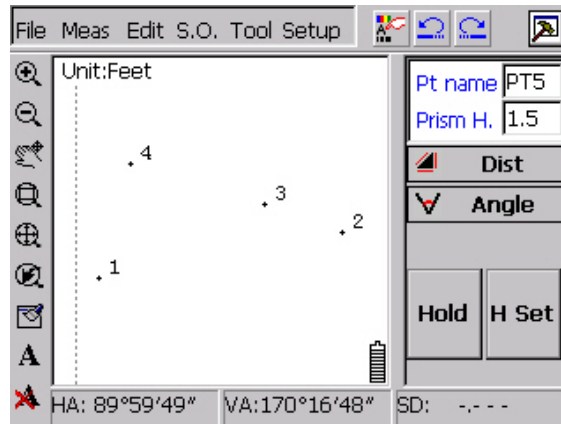 File Meas Edit S.O. Tool Setup
Unit:Feet
Pt name PT5
Prism H. 1.5
Dist
Angle
4
3
2
1
Hold H Set
A
A
HA: 89°59'49" VA:170°16'48" SD: -.- - -